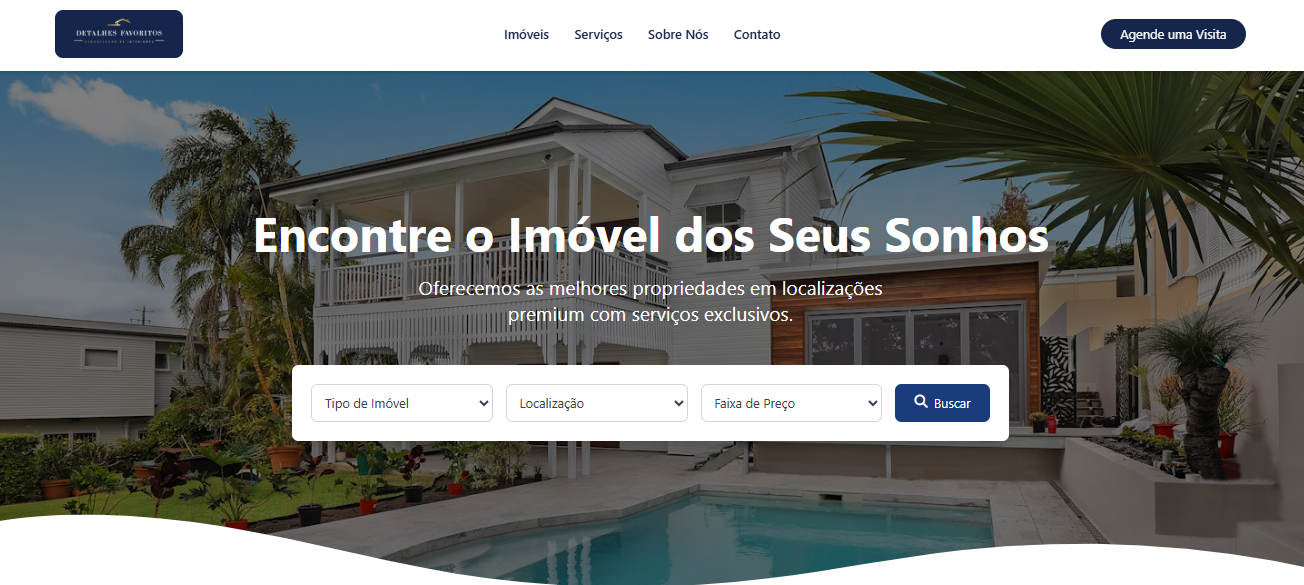 DETALHES FAVORITOS
Imóveis
Serviços
Sobre Nós
Contato
Agende uma Visita
Encontre o Imóvel dos Seus Sonhos
Oferecemos as melhores propriedades em localizações
premium com serviços exclusivos.
Tipo de Imóvel
Localização
Faixa de Preço
Buscar